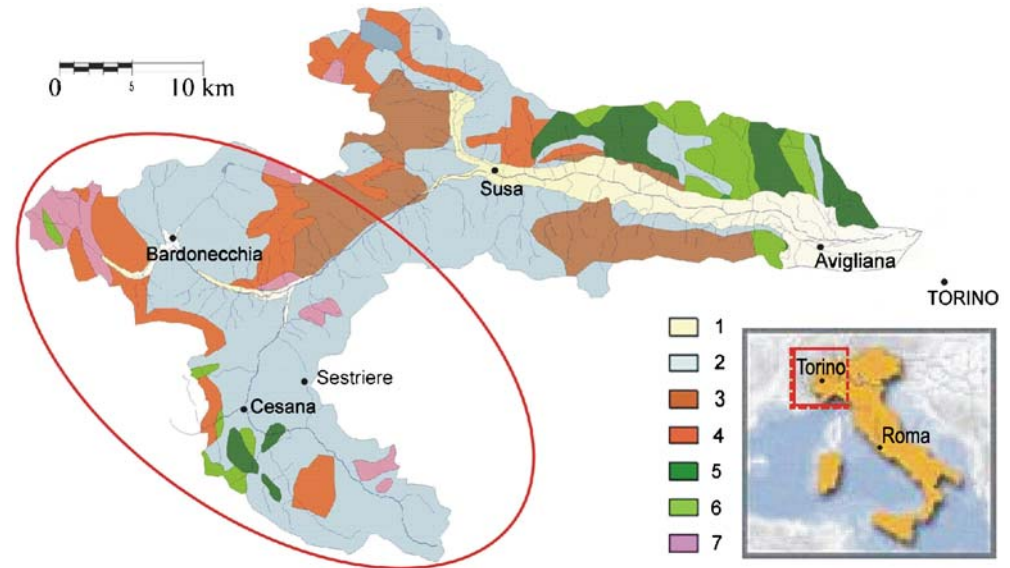 0 5 10 km
Susa
Bardonecchia
Avigliana
TORINO
Sestriere
Cesana
1
2
3
4
5
6
7
Torino
Roma